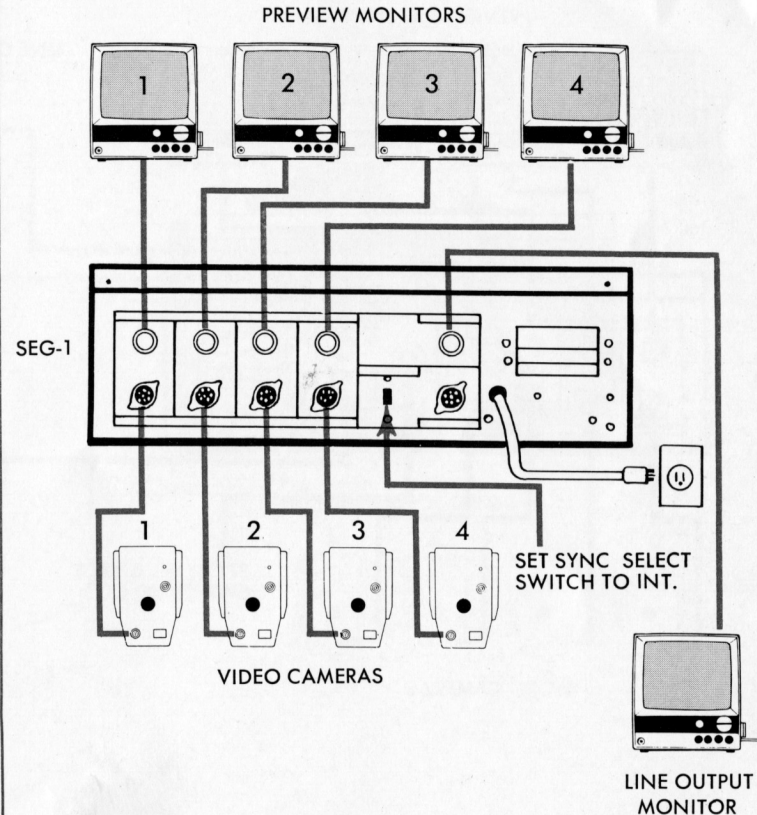 PREVIEW MONITORS
1 2 3 4
SEG-1
1 2 3 4
SET SYNC SELECT
SWITCH TO INT.
VIDEO CAMERAS
LINE OUTPUT
MONITOR